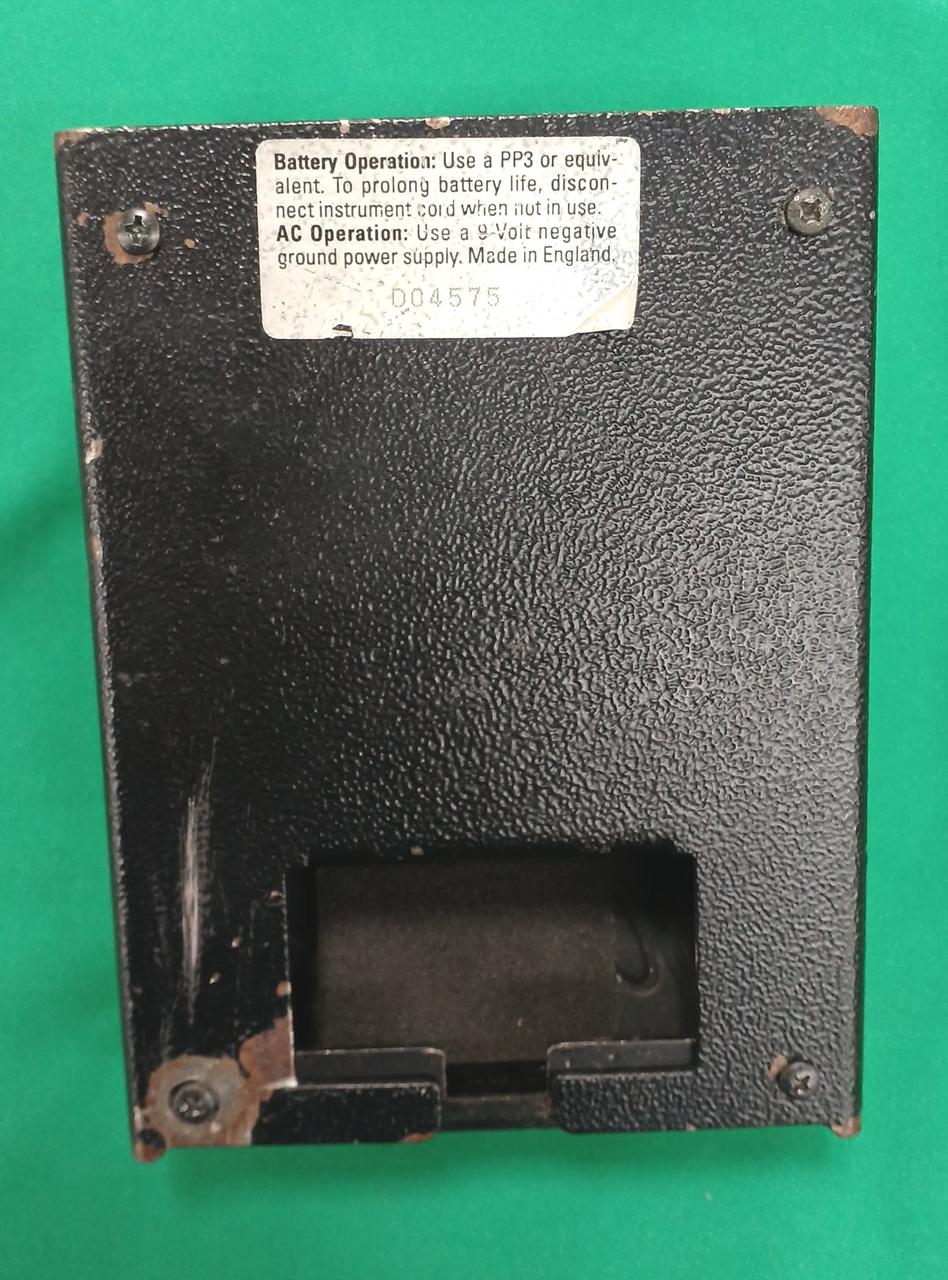 Battery Operation: Use a PP3 or equiv-
alent. To prolong battery life, discon-
nect instrument cord when not in use.
AC Operation: Use a 9-Volt negative
ground power supply. Made in England.
D04575